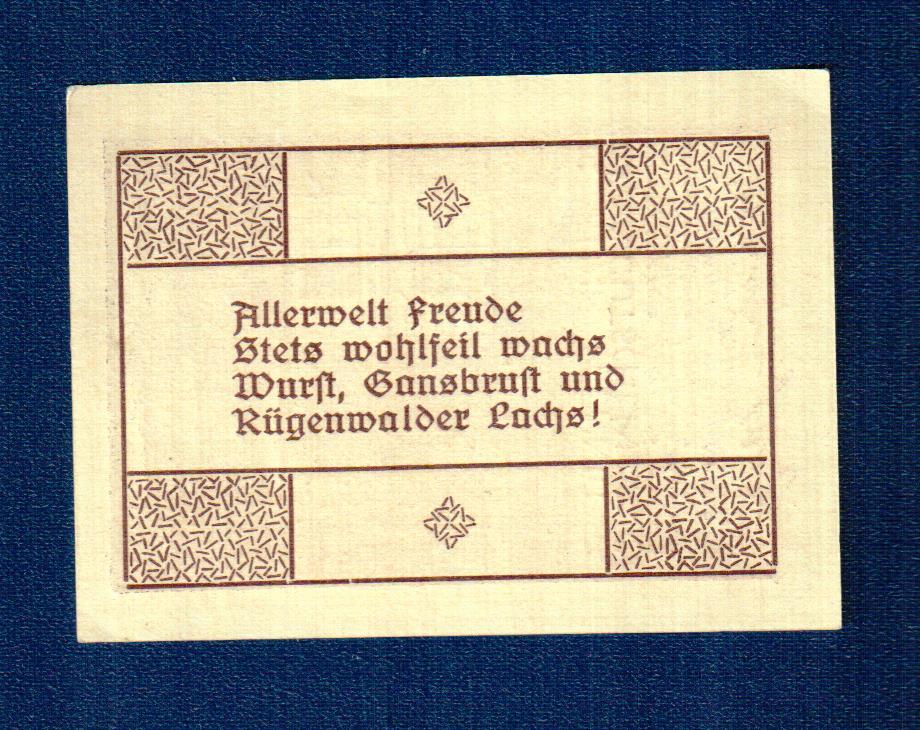 Allerwelt Freude
Stets wohlfeil wachs
Wurst, Gansbrust und
Rügenwalder Lachs!